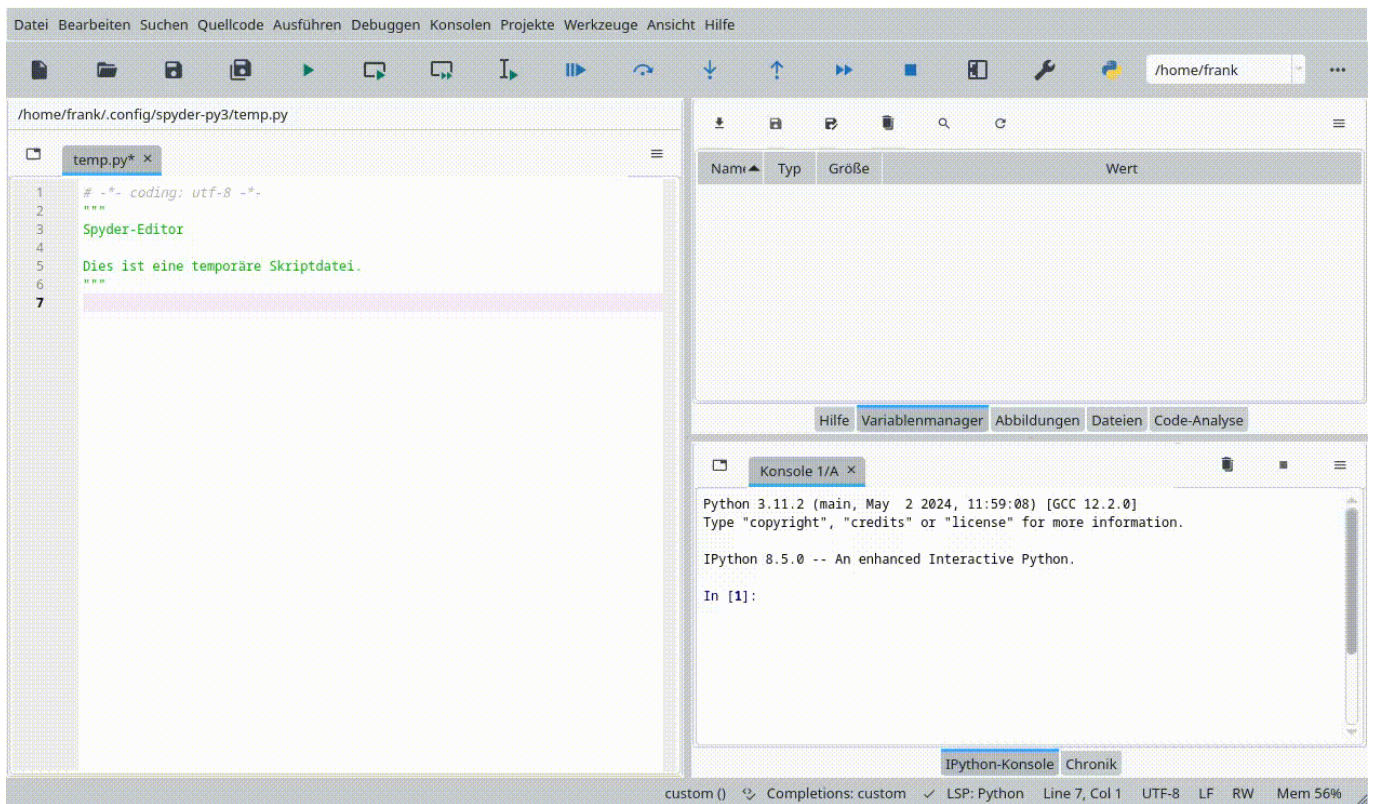 Datei Bearbeiten Suchen Quellcode Ausführen Debuggen Konsolen Projekte Werkzeuge Ansicht Hilfe
/home/frank
/home/frank/.config/spyder-py3/temp.py
temp.py*
1 # -*- coding: utf-8 -*-
2 """
3 Spyder-Editor
4
5 Dies ist eine temporäre Skriptdatei.
6 """
7
Typ Größe Wert
Hilfe Variablenmanager Abbildungen Dateien Code-Analyse
Konsole 1/A
Python 3.11.2 (main, May  2 2024, 11:59:08) [GCC 12.2.0]
Type "copyright", "credits" or "license" for more information.
IPython 8.5.0 -- An enhanced Interactive Python.
In [1]:
IPython-Konsole Chronik
custom () Completions: custom LSP: Python Line 7, Col 1 UTF-8 LF RW Mem 56%